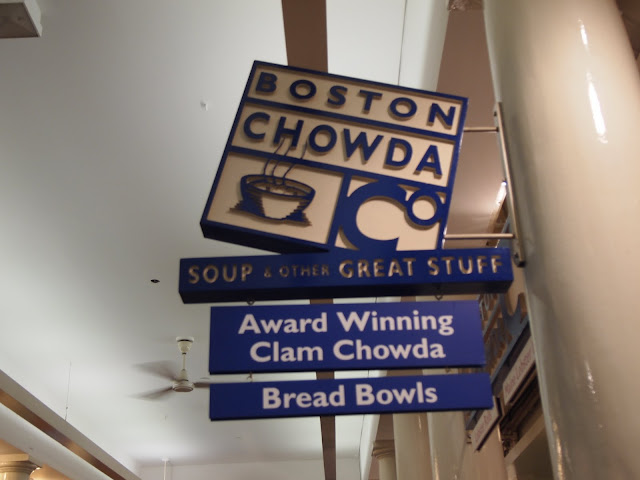 BOSTON
CHOWDA
Co
SOUP & OTHER GREAT STUFF
Award Winning
Clam Chowda
Bread Bowls